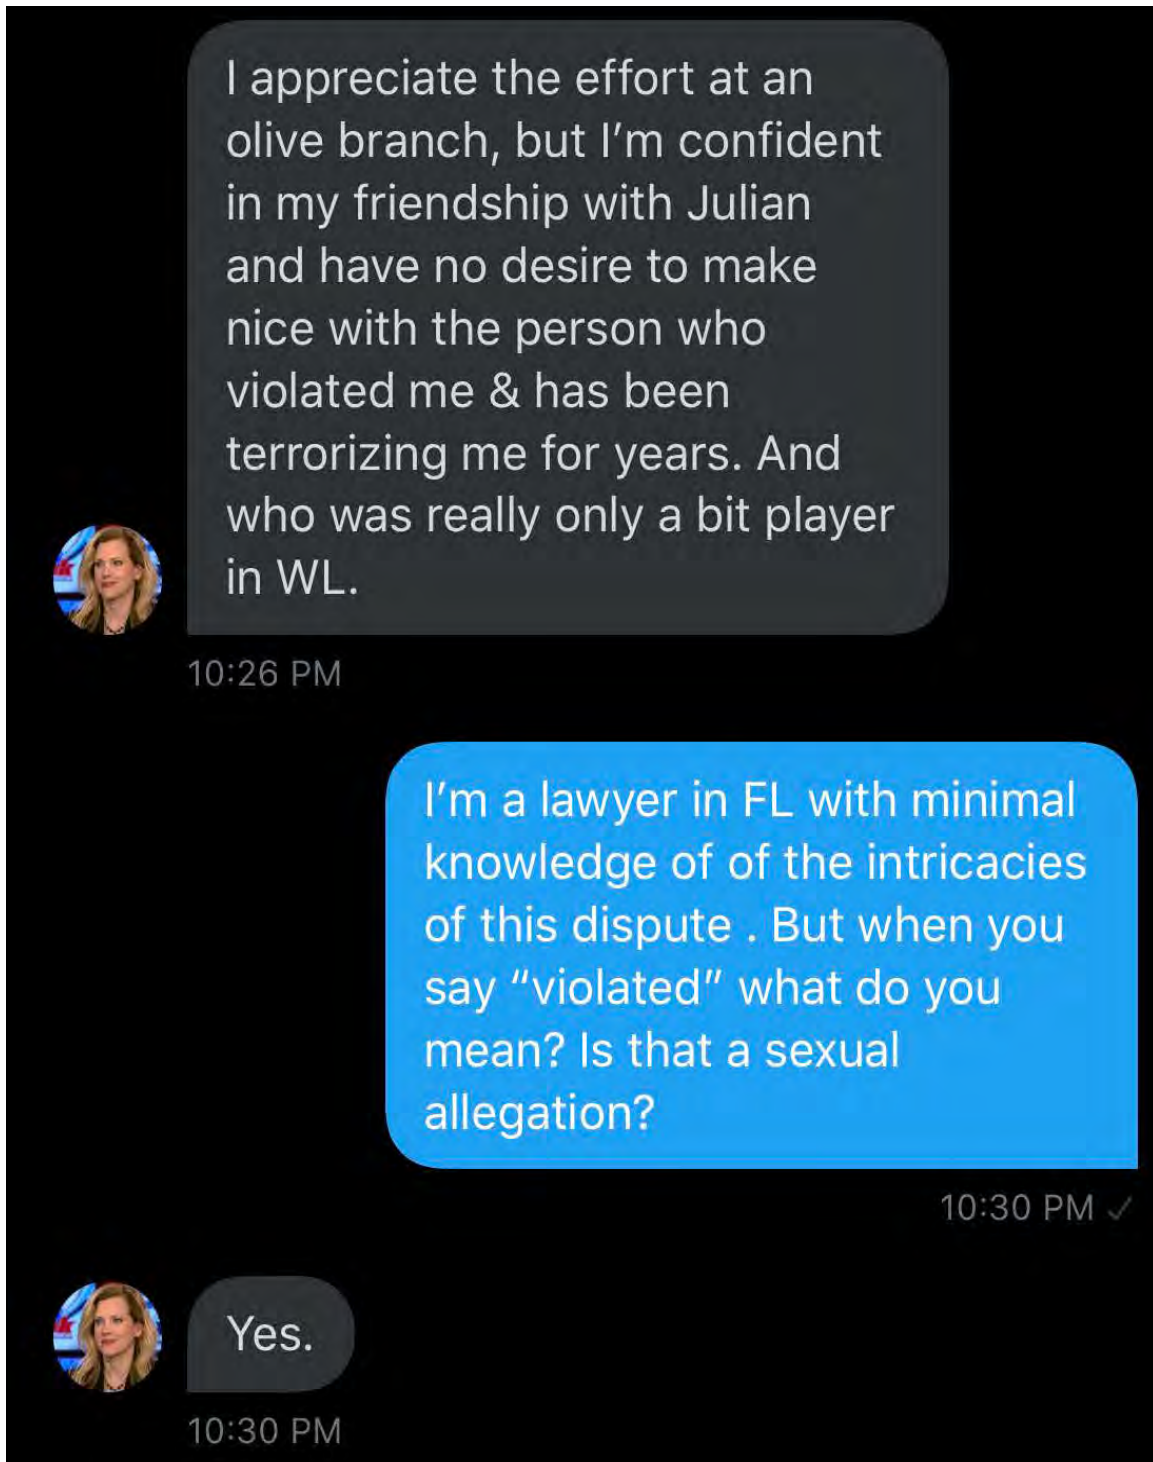 I appreciate the effort at an
olive branch, but I’m confident
in my friendship with Julian
and have no desire to make
nice with the person who
violated me & has been
terrorizing me for years. And
who was really only a bit player
in WL.
10:26 PM
I’m a lawyer in FL with minimal
knowledge of of the intricacies
of this dispute . But when you
say “violated” what do you
mean? Is that a sexual
allegation?
10:30 PM ✓
Yes.
10:30 PM